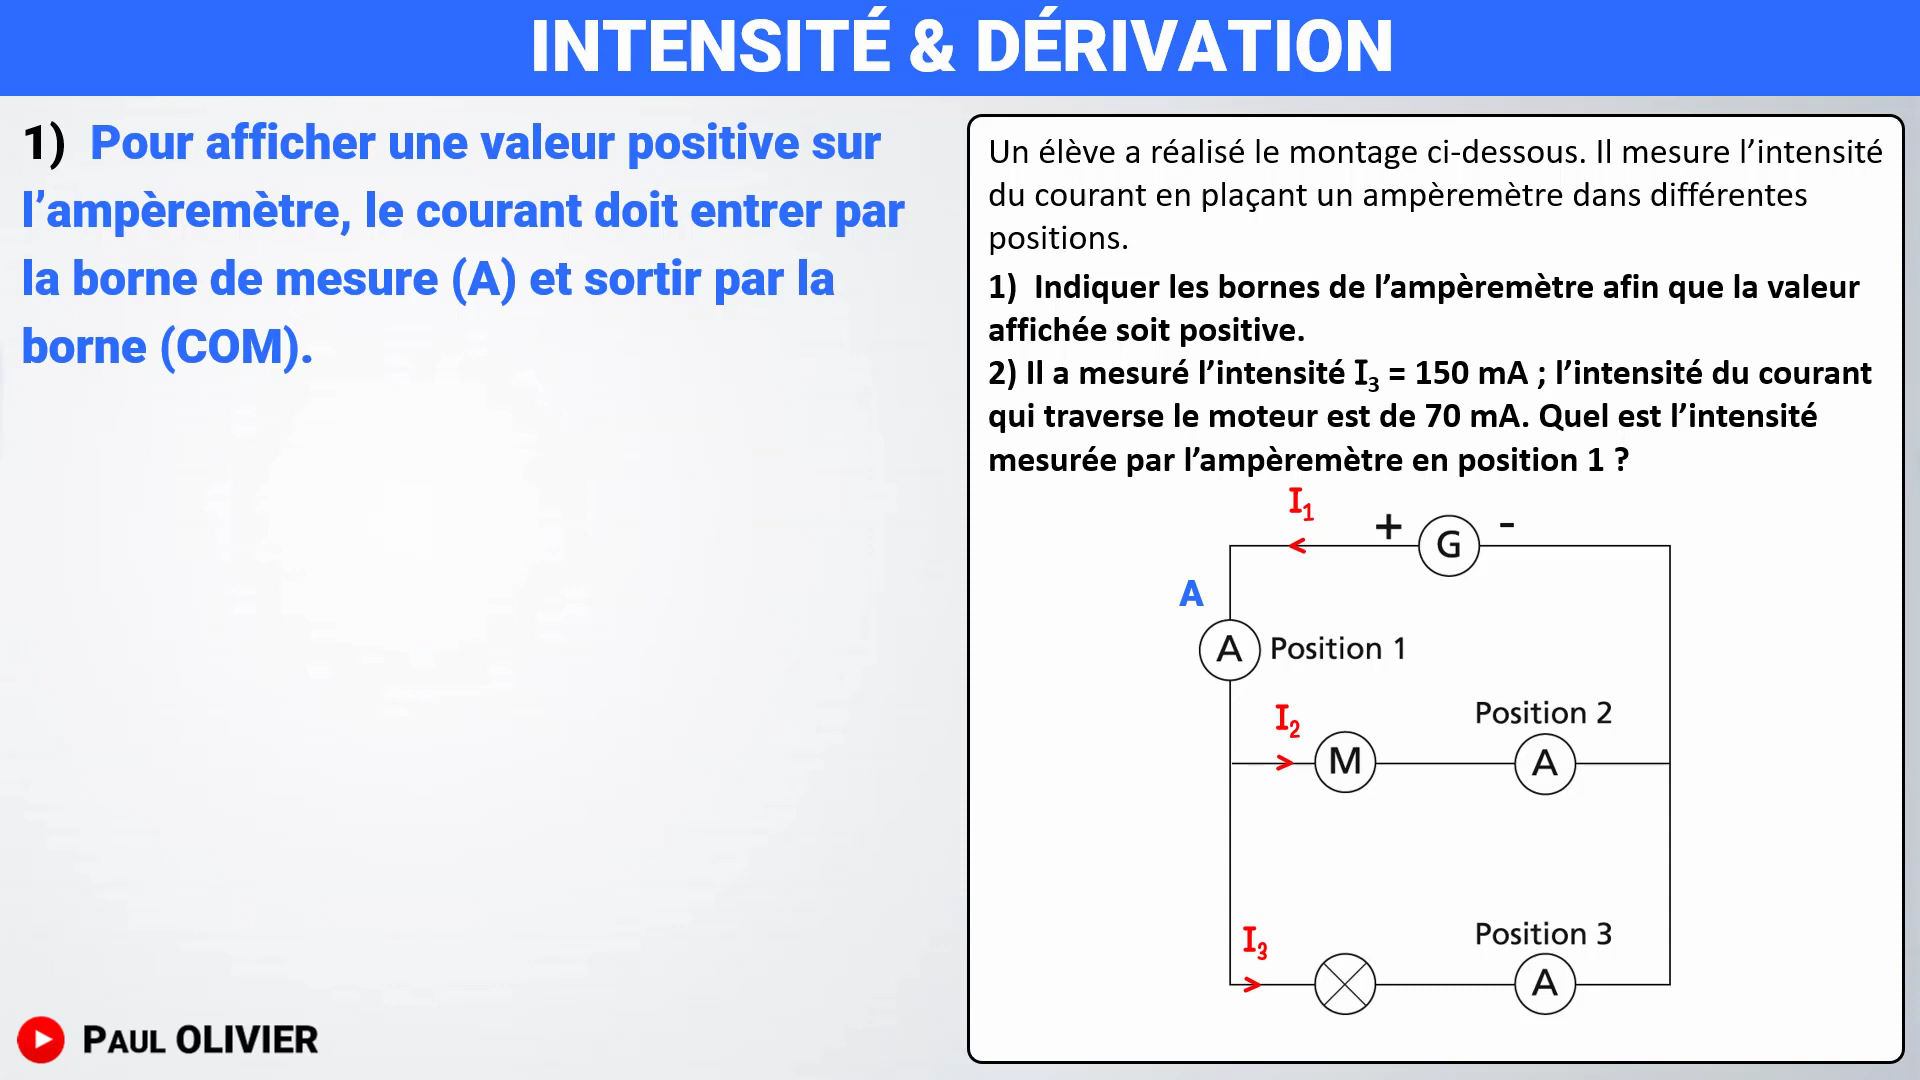 INTENSITÉ & DÉRIVATION
1) Pour afficher une valeur positive sur
l’ampèremètre, le courant doit entrer par
la borne de mesure (A) et sortir par la
borne (COM).
Un élève a réalisé le montage ci-dessous. Il mesure l’intensité
du courant en plaçant un ampèremètre dans différentes
positions.
1) Indiquer les bornes de l’ampèremètre afin que la valeur
affichée soit positive.
2) Il a mesuré l’intensité I₃ = 150 mA ; l’intensité du courant
qui traverse le moteur est de 70 mA. Quel est l’intensité
mesurée par l’ampèremètre en position 1 ?
I₁
+ G -
A
A Position 1
I₂
Position 2
M A
I₃
Position 3
A
PAUL OLIVIER